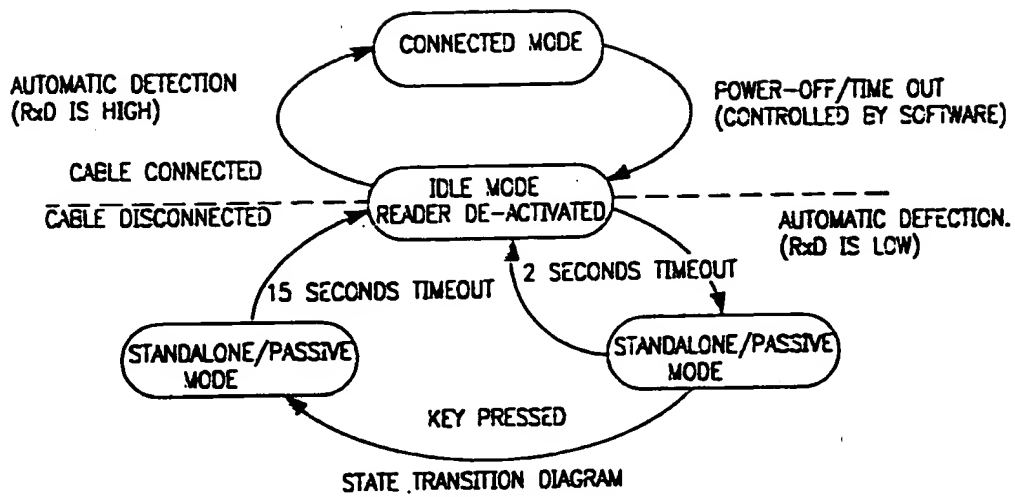 CONNECTED MODE
AUTOMATIC DETECTION
(RxD IS HIGH)
POWER-OFF/TIME OUT
(CONTROLLED BY SOFTWARE)
CABLE CONNECTED
IDLE MODE
READER DE-ACTIVATED
CABLE DISCONNECTED
AUTOMATIC DEFECTION.
(RxD IS LOW)
15 SECONDS TIMEOUT
2 SECONDS TIMEOUT
STANDALONE/PASSIVE
MODE
STANDALONE/PASSIVE
MODE
KEY PRESSED
STATE TRANSITION DIAGRAM